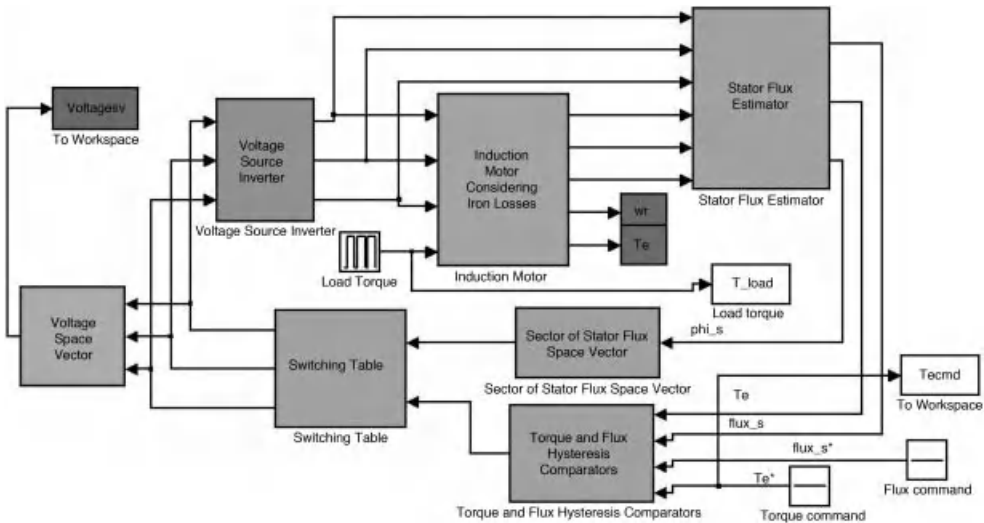 Stator Flux
Estimator
Stator Flux Estimator
Voltagesv
To Workspace
Voltage
Source
Inverter
Voltage Source Inverter
Induction
Motor
Considering
Iron Losses
Induction Motor
wr
Te
Load Torque
T_load
Load torque
Voltage
Space
Vector
Switching Table
Switching Table
Sector of Stator Flux
Space Vector
Sector of Stator Flux Space Vector
phi_s
Tecmd
To Workspace
Te
flux_s
flux_s*
Te*
Torque and Flux
Hysteresis
Comparators
Torque and Flux Hysteresis Comparators
Flux command
Torque command